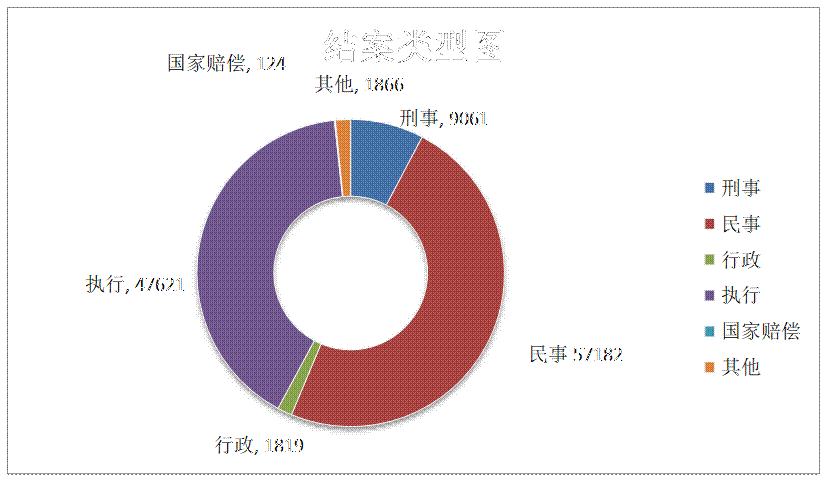 结案类型图
国家赔偿, 124
其他, 1866
刑事, 9061
执行, 47621
民事 57182
行政, 1819
刑事
民事
行政
执行
国家赔偿
其他